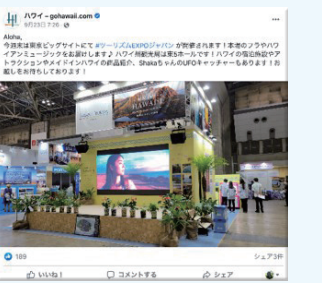 ハワイ - gohawaii.com
9月23日 7:26
Aloha,
今週末は東京ビッグサイトにて #ツーリズムEXPOジャパン が開催されます！本場のフラやハワ
イアンミュージックをお届けします♪ ハワイ州観光局は東5ホールです！ハワイの宿泊施設やア
トラクションやメイドインハワイの新品紹介、ShakaちゃんのUFOキャッチャーもあります！お
越しをお待ちしております！
HAWAII
189
シェア3件
いいね！
コメントする
シェア